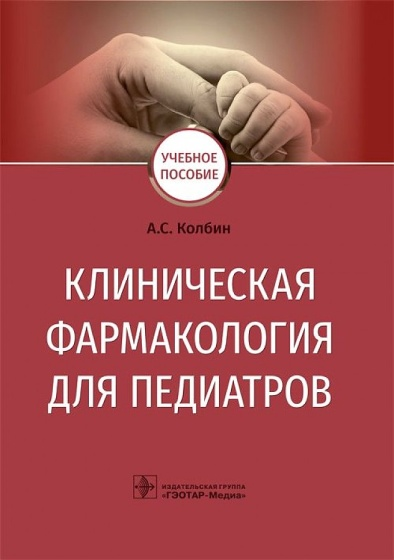 УЧЕБНОЕ
ПОСОБИЕ
А.С. Колбин
КЛИНИЧЕСКАЯ
ФАРМАКОЛОГИЯ
ДЛЯ ПЕДИАТРОВ
ИЗДАТЕЛЬСКАЯ ГРУППА
«ГЭОТАР-Медиа»